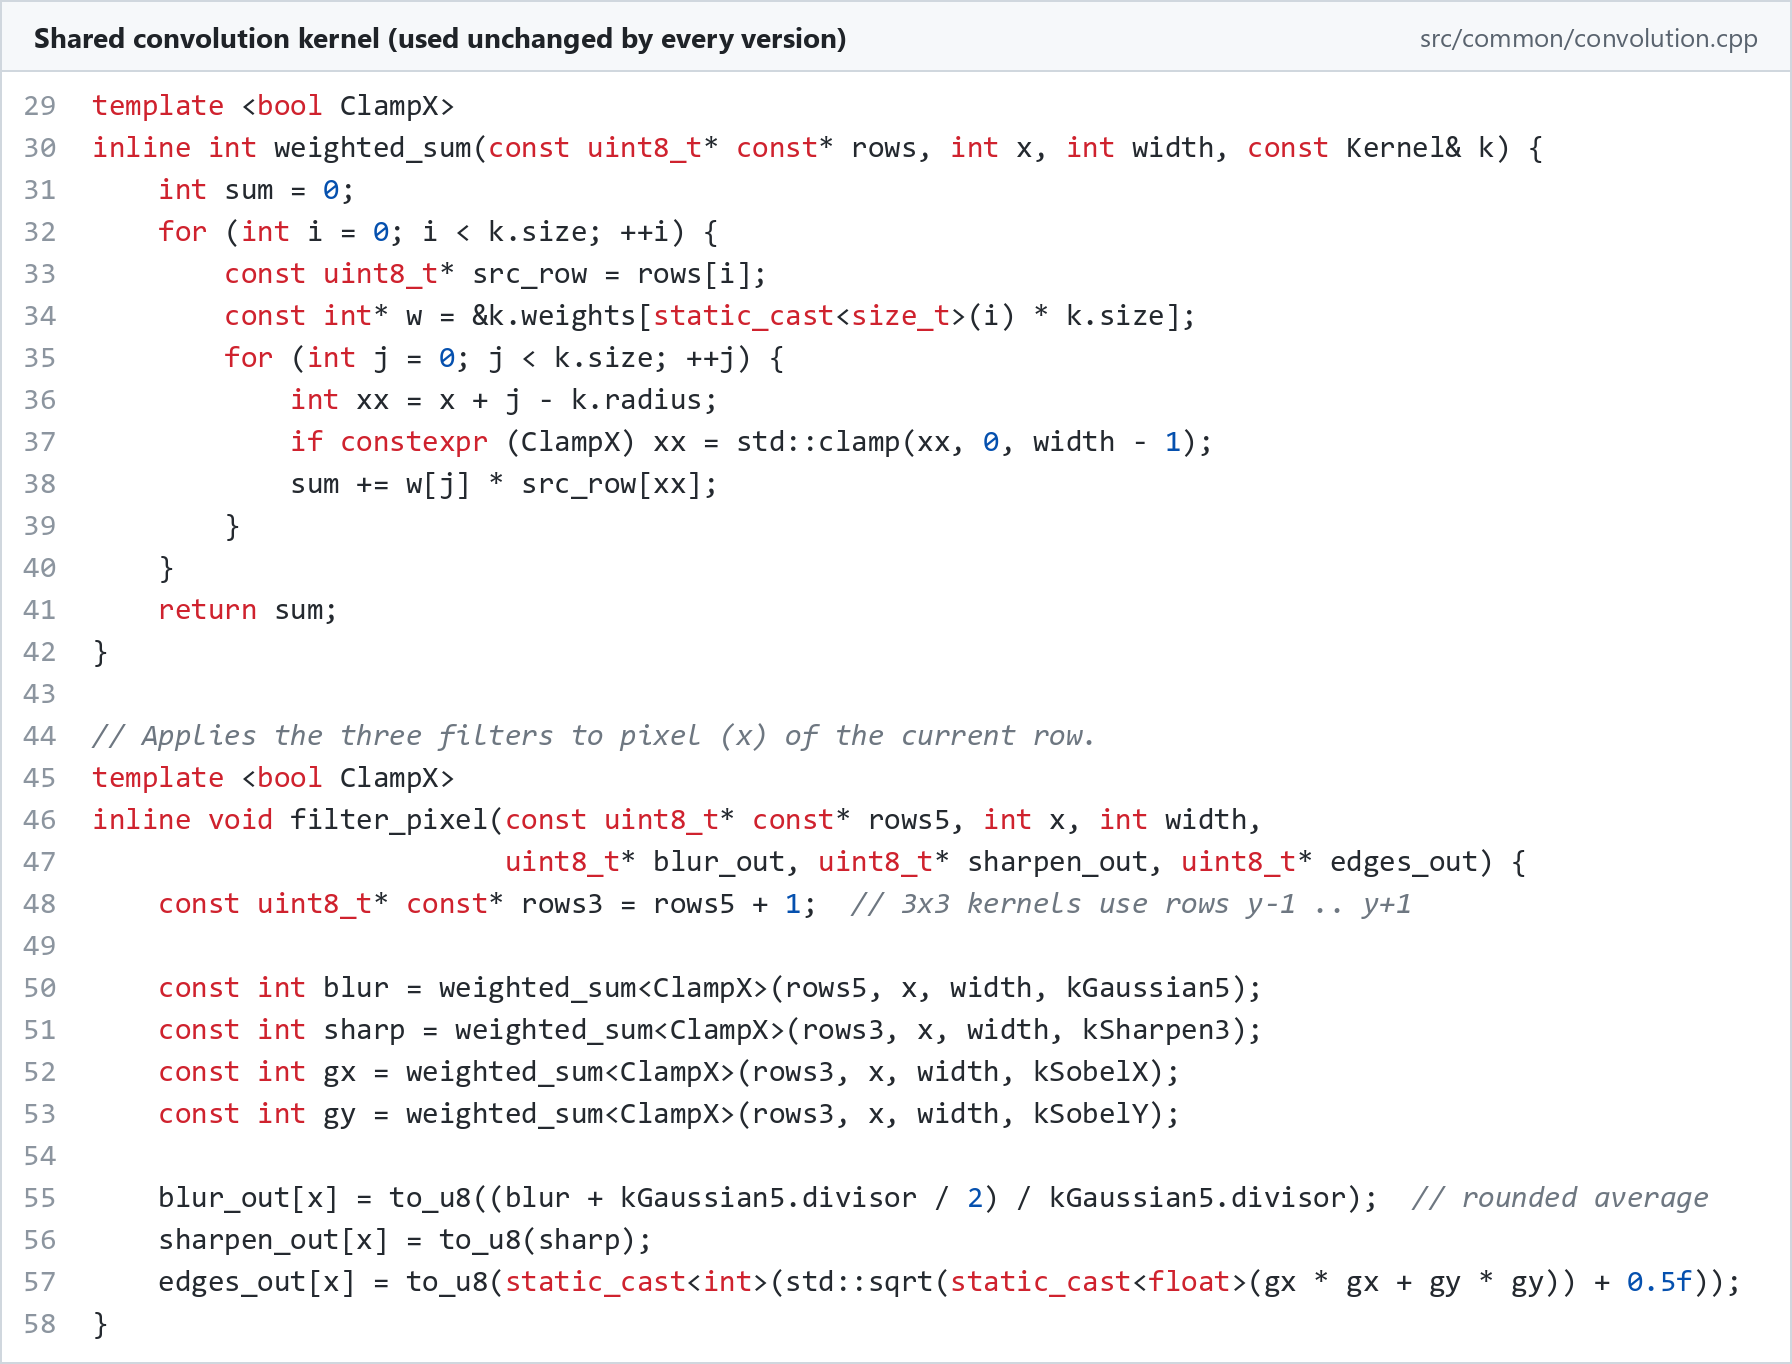 Shared convolution kernel (used unchanged by every version)
src/common/convolution.cpp
29 template <bool ClampX>
30 inline int weighted_sum(const uint8_t* const* rows, int x, int width, const Kernel& k) {
31     int sum = 0;
32     for (int i = 0; i < k.size; ++i) {
33         const uint8_t* src_row = rows[i];
34         const int* w = &k.weights[static_cast<size_t>(i) * k.size];
35         for (int j = 0; j < k.size; ++j) {
36             int xx = x + j - k.radius;
37             if constexpr (ClampX) xx = std::clamp(xx, 0, width - 1);
38             sum += w[j] * src_row[xx];
39         }
40     }
41     return sum;
42 }
43
44 // Applies the three filters to pixel (x) of the current row.
45 template <bool ClampX>
46 inline void filter_pixel(const uint8_t* const* rows5, int x, int width,
47                          uint8_t* blur_out, uint8_t* sharpen_out, uint8_t* edges_out) {
48     const uint8_t* const* rows3 = rows5 + 1;  // 3x3 kernels use rows y-1 .. y+1
49
50     const int blur = weighted_sum<ClampX>(rows5, x, width, kGaussian5);
51     const int sharp = weighted_sum<ClampX>(rows3, x, width, kSharpen3);
52     const int gx = weighted_sum<ClampX>(rows3, x, width, kSobelX);
53     const int gy = weighted_sum<ClampX>(rows3, x, width, kSobelY);
54
55     blur_out[x] = to_u8((blur + kGaussian5.divisor / 2) / kGaussian5.divisor);  // rounded average
56     sharpen_out[x] = to_u8(sharp);
57     edges_out[x] = to_u8(static_cast<int>(std::sqrt(static_cast<float>(gx * gx + gy * gy)) + 0.5f));
58 }